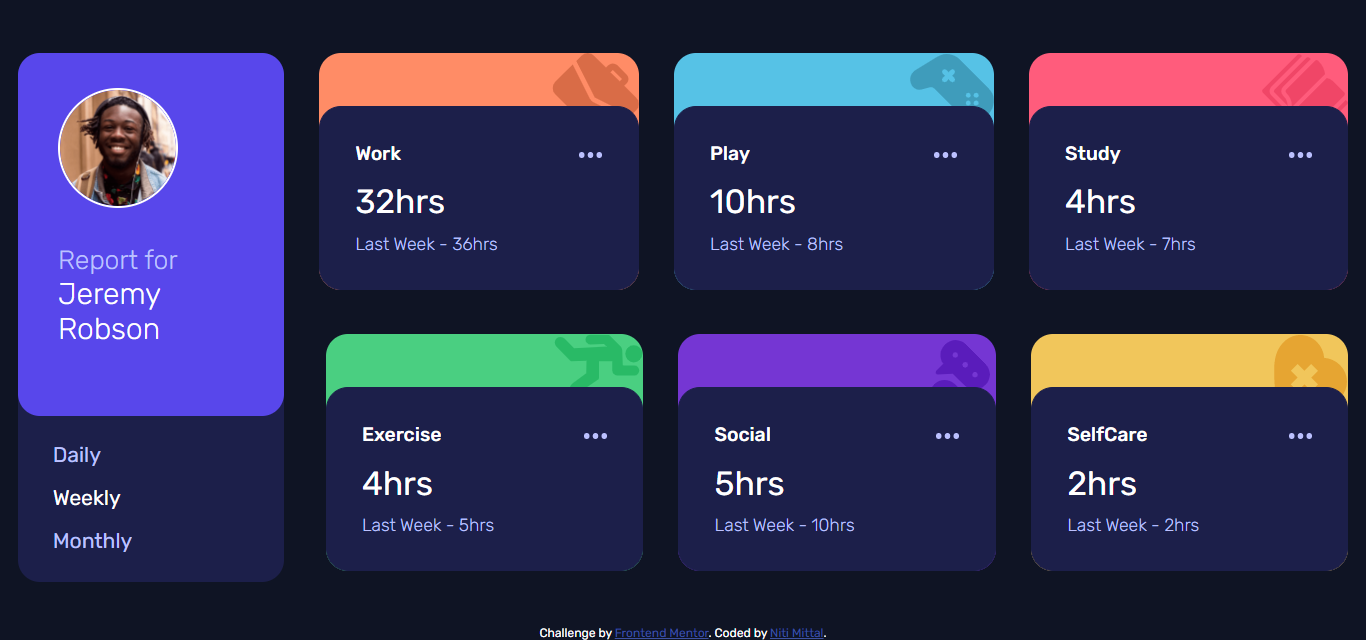 Report for
Jeremy
Robson
Daily
Weekly
Monthly
Work
32hrs
Last Week - 36hrs
Play
10hrs
Last Week - 8hrs
Study
4hrs
Last Week - 7hrs
Exercise
4hrs
Last Week - 5hrs
Social
5hrs
Last Week - 10hrs
SelfCare
2hrs
Last Week - 2hrs
Challenge by Frontend Mentor. Coded by Niti Mittal.